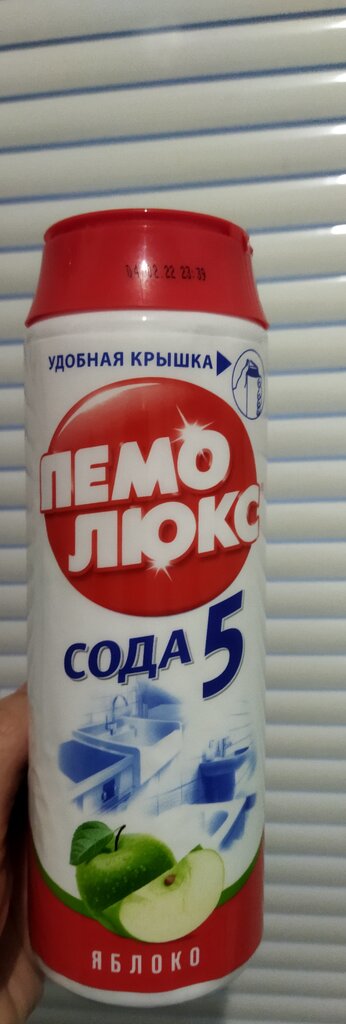 04.02.22 23:39
УДОБНАЯ КРЫШКА
ПЕМО
ЛЮКС
СОДА 5
ЯБЛОКО